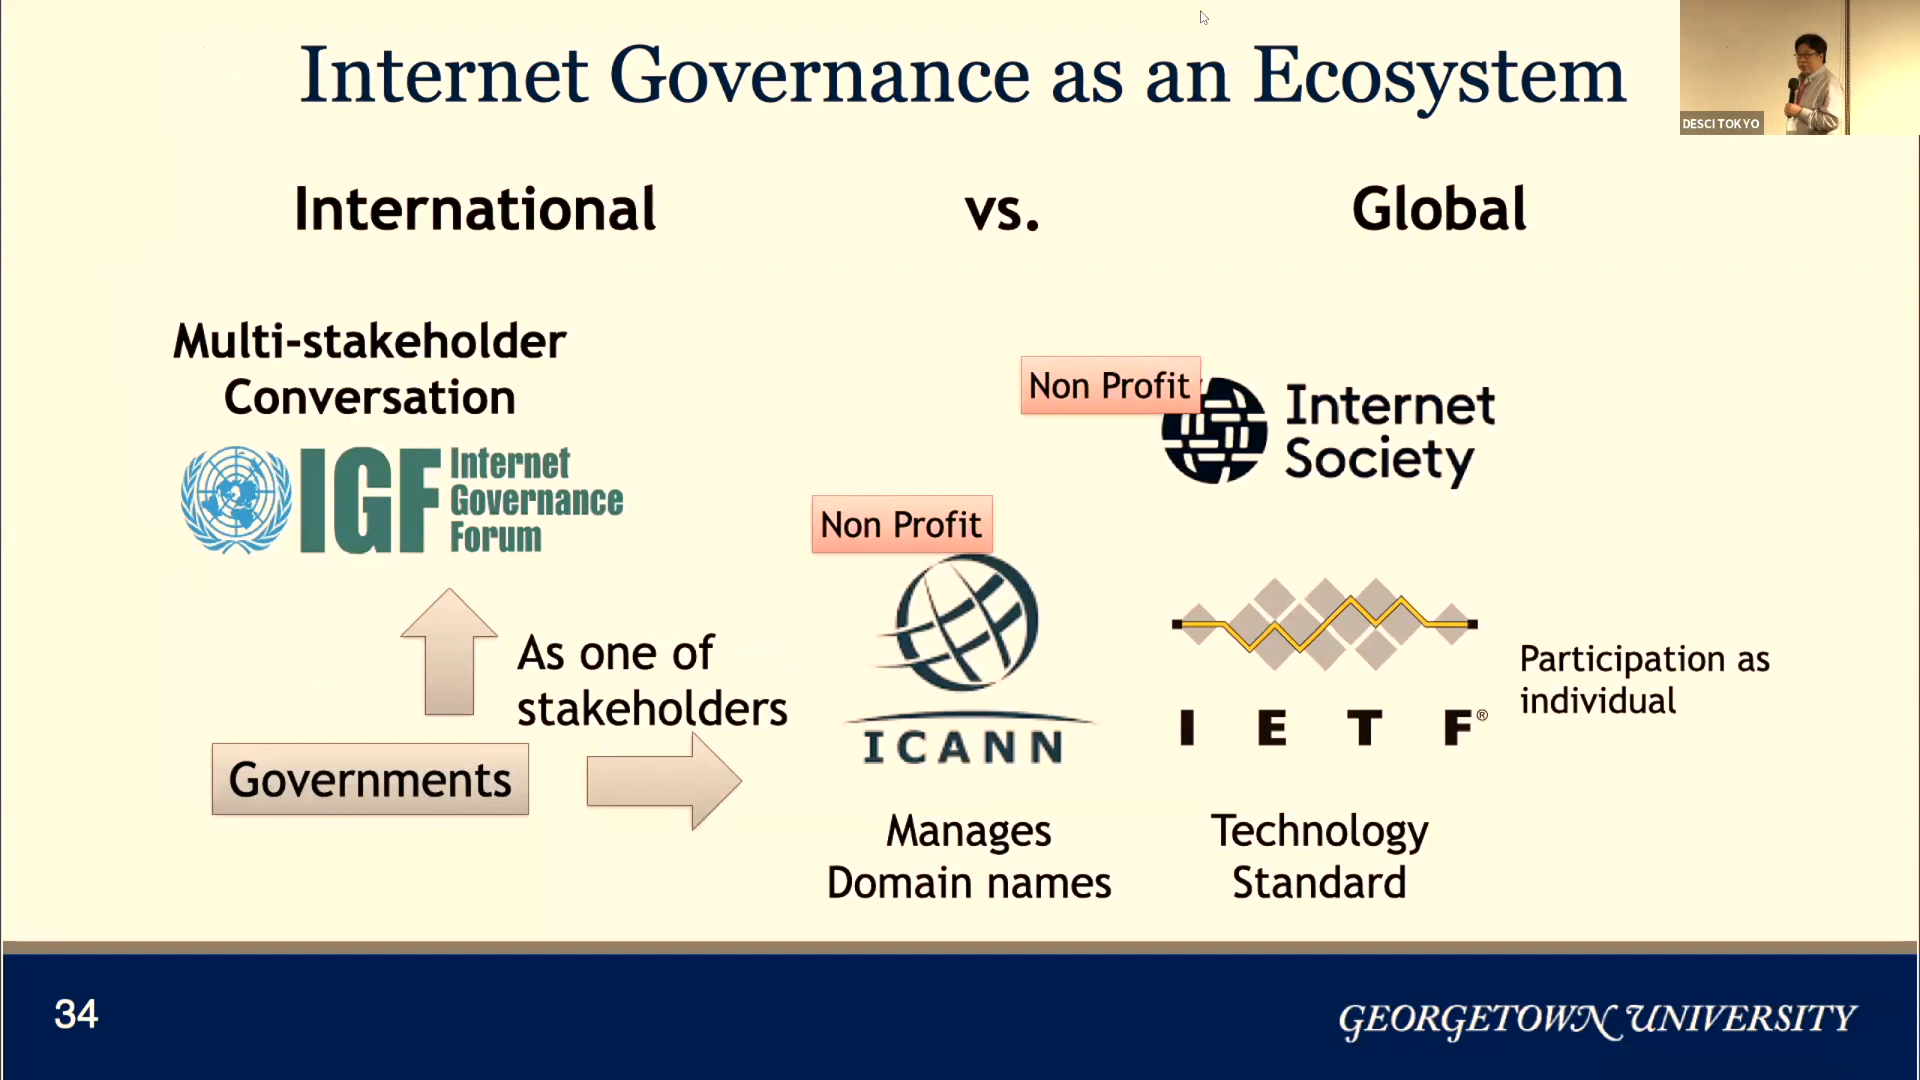 Internet Governance as an Ecosystem
DESCI TOKYO
International vs. Global
Multi-stakeholder
Conversation
IGF
Internet
Governance
Forum
Non Profit
Internet
Society
Non Profit
As one of
stakeholders
Governments
ICANN
Manages
Domain names
IETF®
Technology
Standard
Participation as
individual
34
GEORGETOWN UNIVERSITY